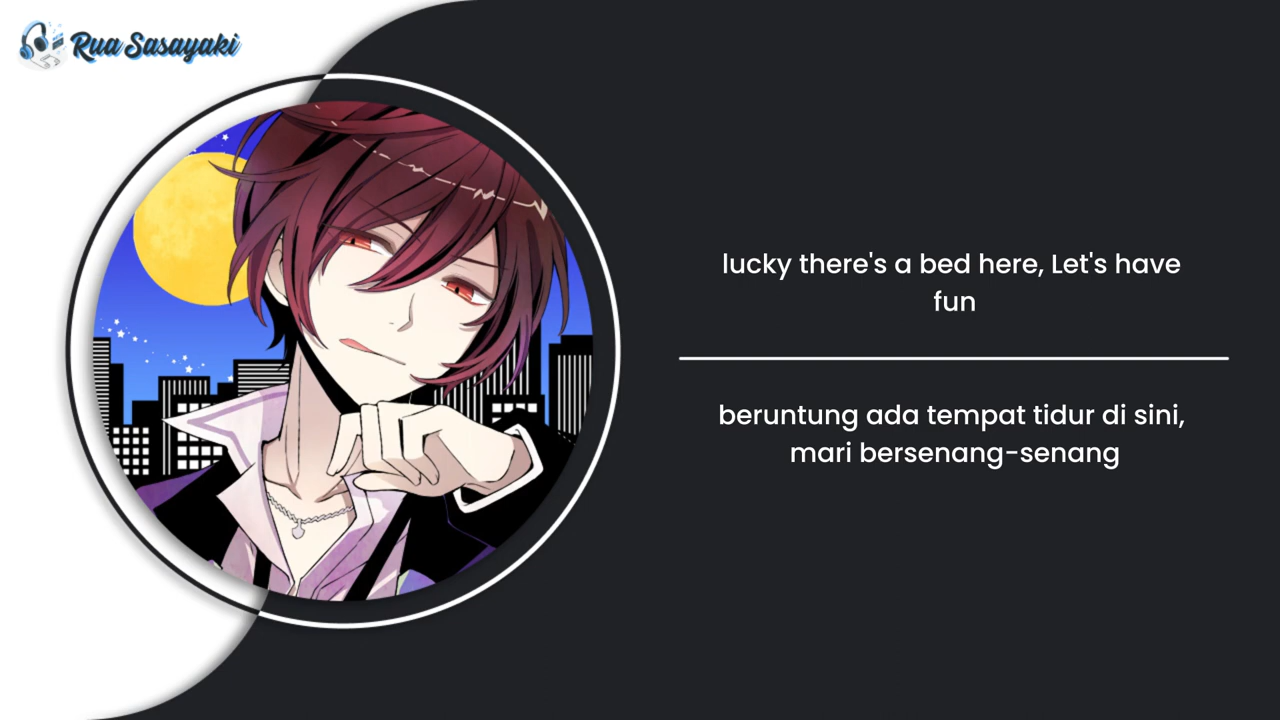 Rua Sasayaki
lucky there's a bed here, Let's have
fun
beruntung ada tempat tidur di sini,
mari bersenang-senang